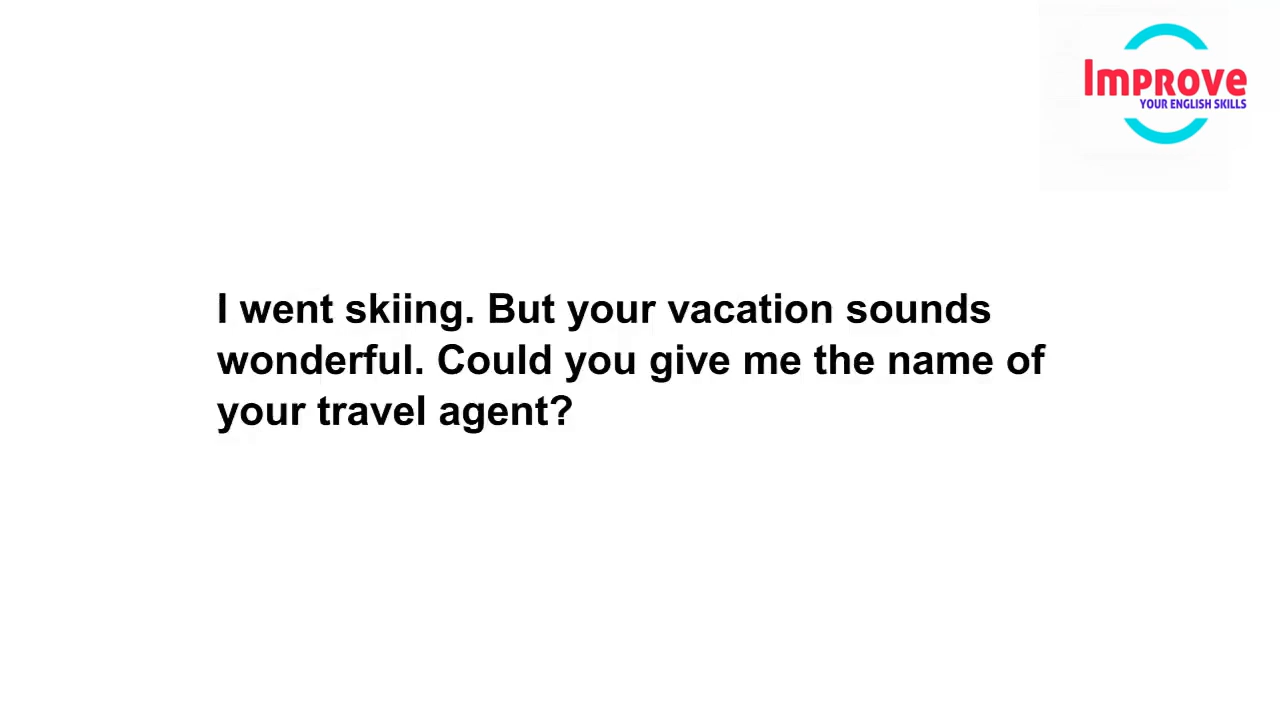 Improve
YOUR ENGLISH SKILLS
I went skiing. But your vacation sounds
wonderful. Could you give me the name of
your travel agent?